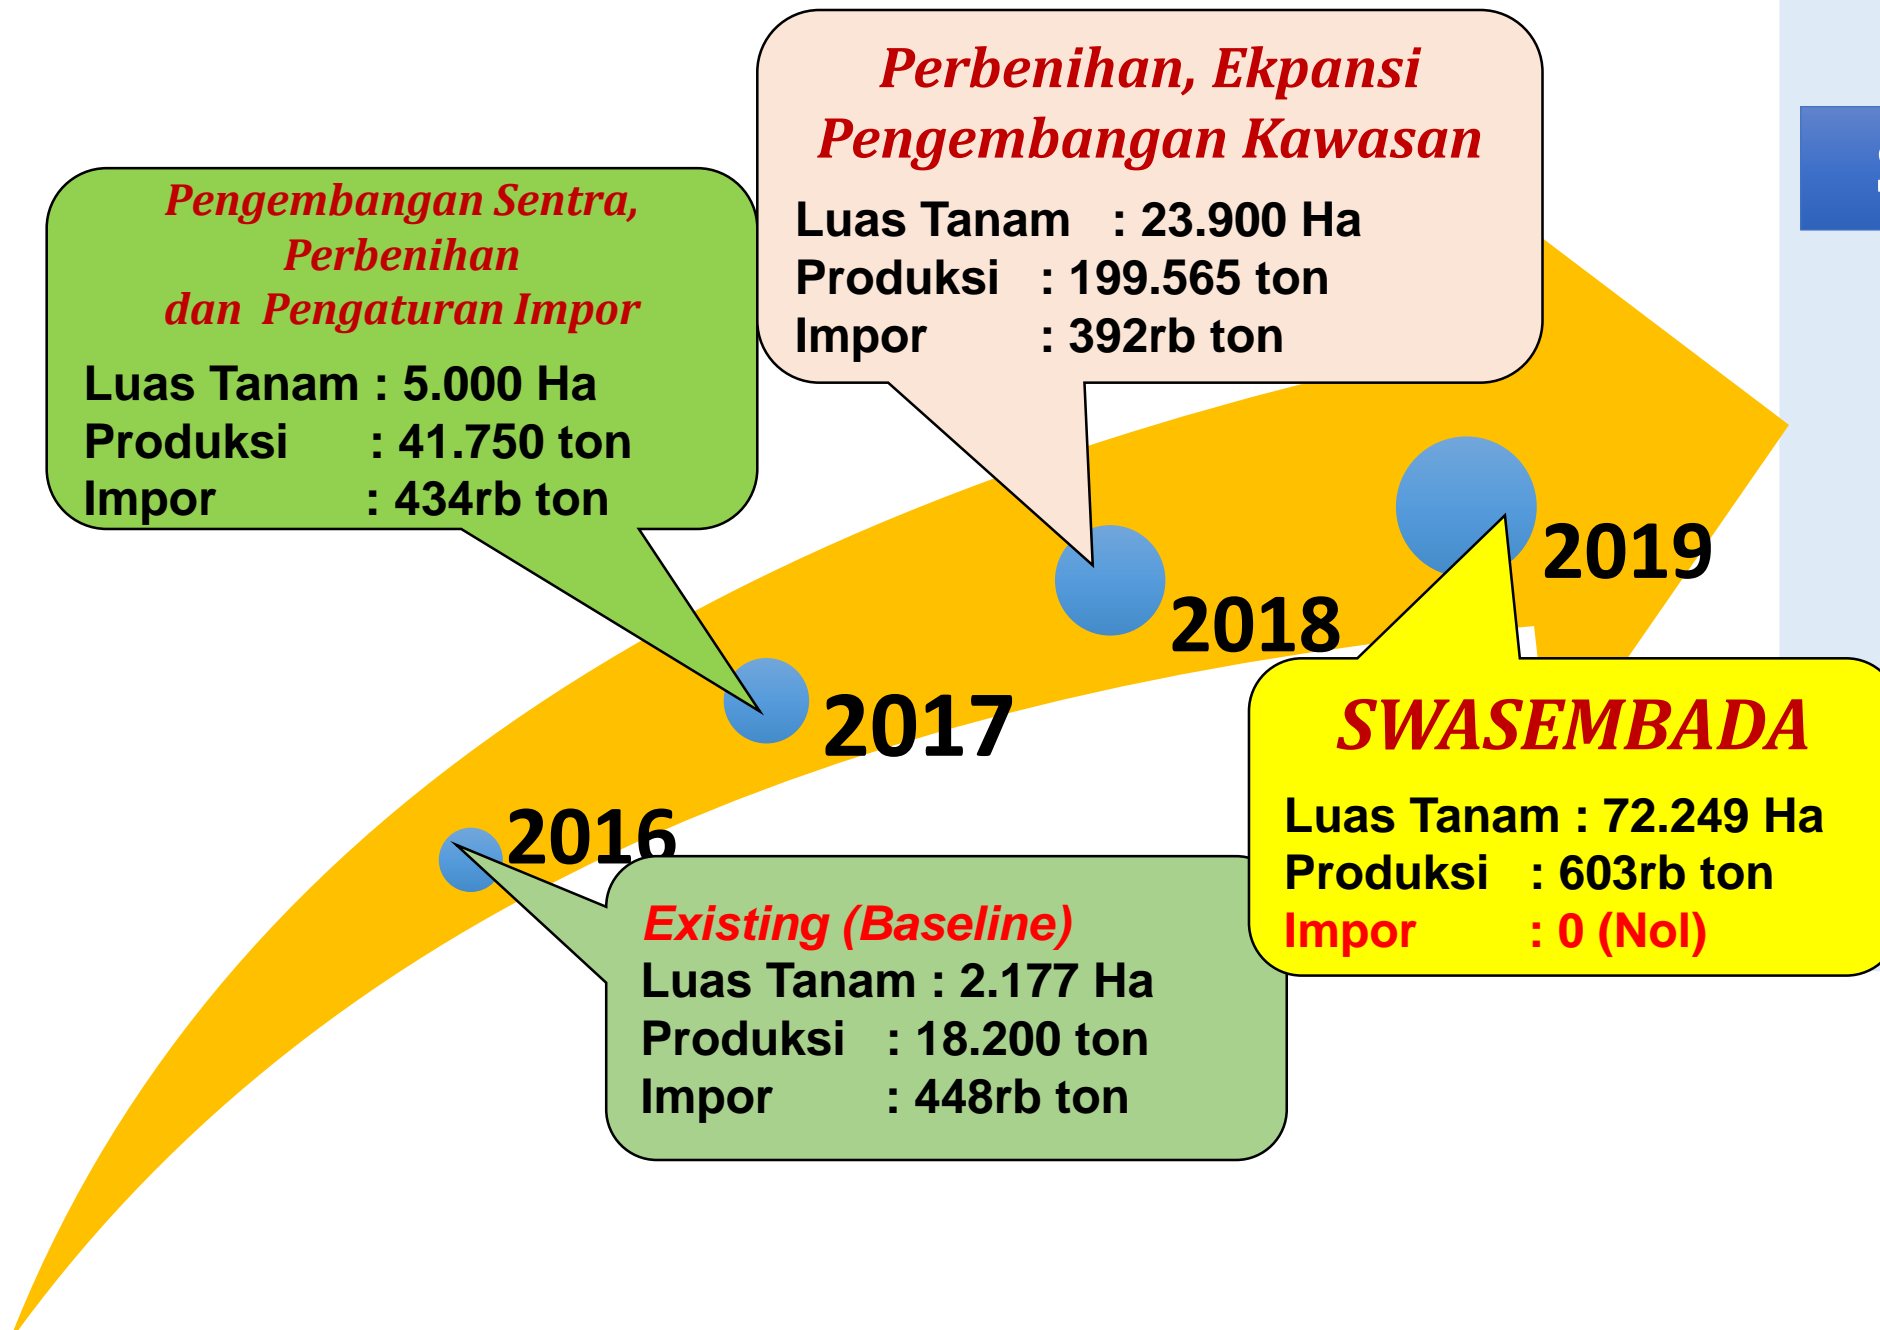 Perbenihan, Ekpansi
Pengembangan Kawasan
Luas Tanam : 23.900 Ha
Produksi : 199.565 ton
Impor : 392rb ton
Pengembangan Sentra,
Perbenihan
dan Pengaturan Impor
Luas Tanam : 5.000 Ha
Produksi : 41.750 ton
Impor : 434rb ton
2019
2018
2017
2016
SWASEMBADA
Luas Tanam : 72.249 Ha
Produksi : 603rb ton
Impor : 0 (Nol)
Existing (Baseline)
Luas Tanam : 2.177 Ha
Produksi : 18.200 ton
Impor : 448rb ton